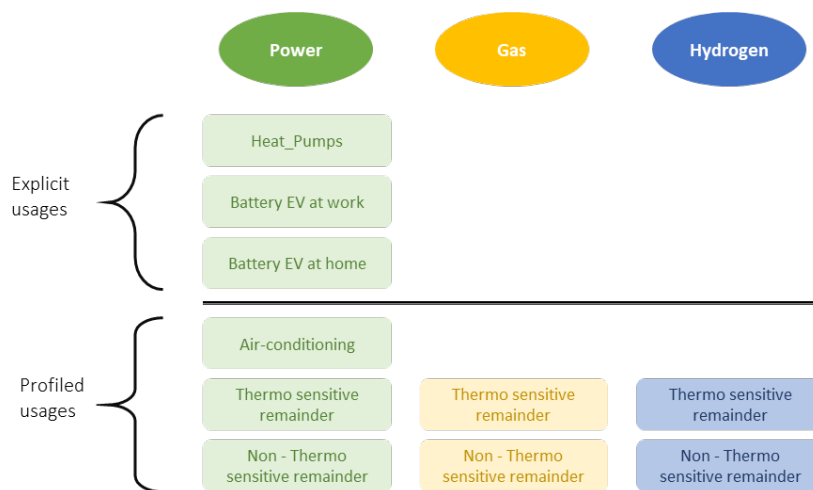 Power
Gas
Hydrogen
Explicit
usages
Heat_Pumps
Battery EV at work
Battery EV at home
Profiled
usages
Air-conditioning
Thermo sensitive
remainder
Thermo sensitive
remainder
Thermo sensitive
remainder
Non - Thermo
sensitive remainder
Non - Thermo
sensitive remainder
Non - Thermo
sensitive remainder